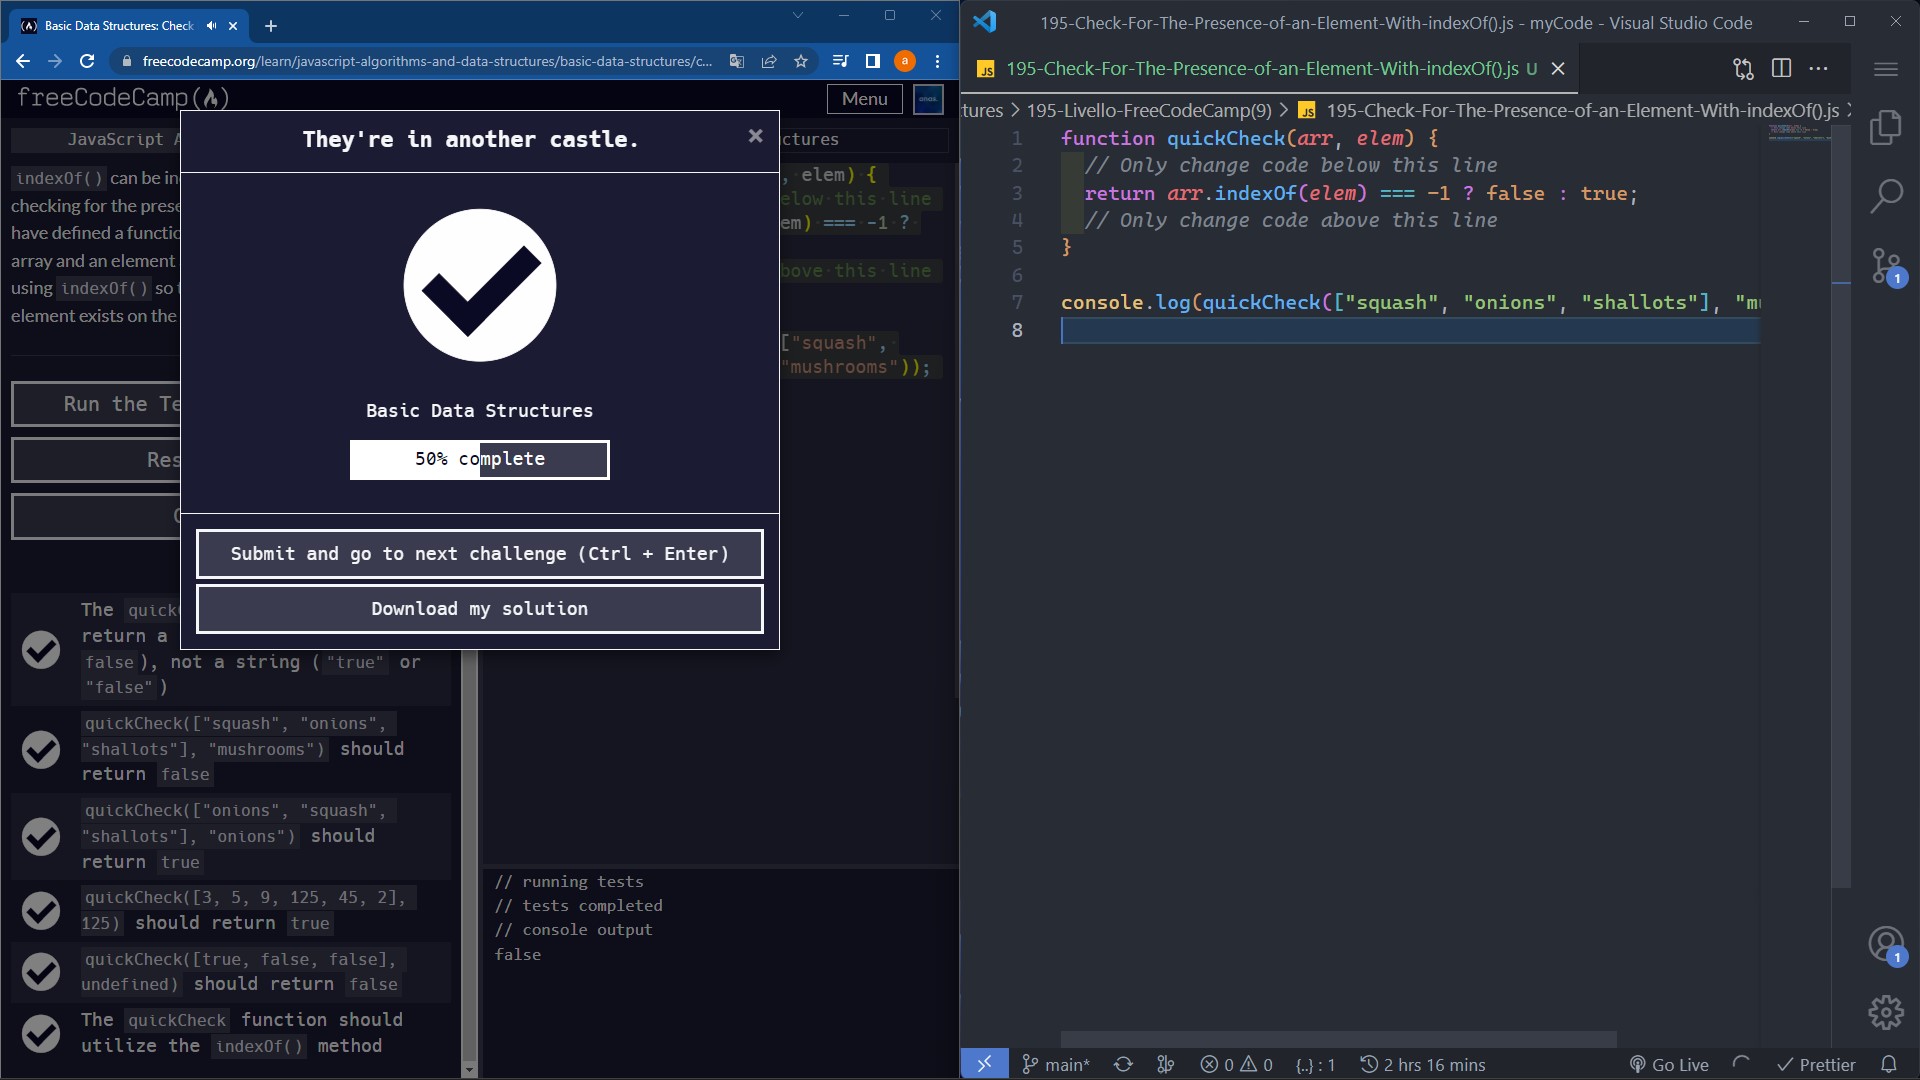 Basic Data Structures: Check
freecodecamp.org/learn/javascript-algorithms-and-data-structures/basic-data-structures/c...
a
freeCodeCamp
Menu
anas.
JavaScript A
ctures
They're in another castle.
×
Basic Data Structures
50% complete
Submit and go to next challenge (Ctrl + Enter)
Download my solution
indexOf() can be in
checking for the prese
have defined a functio
array and an element
using indexOf() so
element exists on the
Run the Te
Res
The quick
return a
false), not a string ("true" or
"false")
quickCheck(["squash", "onions",
"shallots"], "mushrooms") should
return false
quickCheck(["onions", "squash",
"shallots"], "onions") should
return true
quickCheck([3, 5, 9, 125, 45, 2],
125) should return true
quickCheck([true, false, false],
undefined) should return false
The quickCheck function should
utilize the indexOf() method
, elem) {
elow this line
em) === -1 ?
bove this line
["squash",
"mushrooms"));
// running tests
// tests completed
// console output
false
195-Check-For-The-Presence-of-an-Element-With-indexOf().js - myCode - Visual Studio Code
JS 195-Check-For-The-Presence-of-an-Element-With-indexOf().js U
tures > 195-Livello-FreeCodeCamp(9) > JS 195-Check-For-The-Presence-of-an-Element-With-indexOf().js >
1 function quickCheck(arr, elem) {
2 // Only change code below this line
3 return arr.indexOf(elem) === -1 ? false : true;
4 // Only change code above this line
5 }
6
7 console.log(quickCheck(["squash", "onions", "shallots"], "mu
8
1
1
main*
0 0
{..} : 1
2 hrs 16 mins
Go Live
Prettier